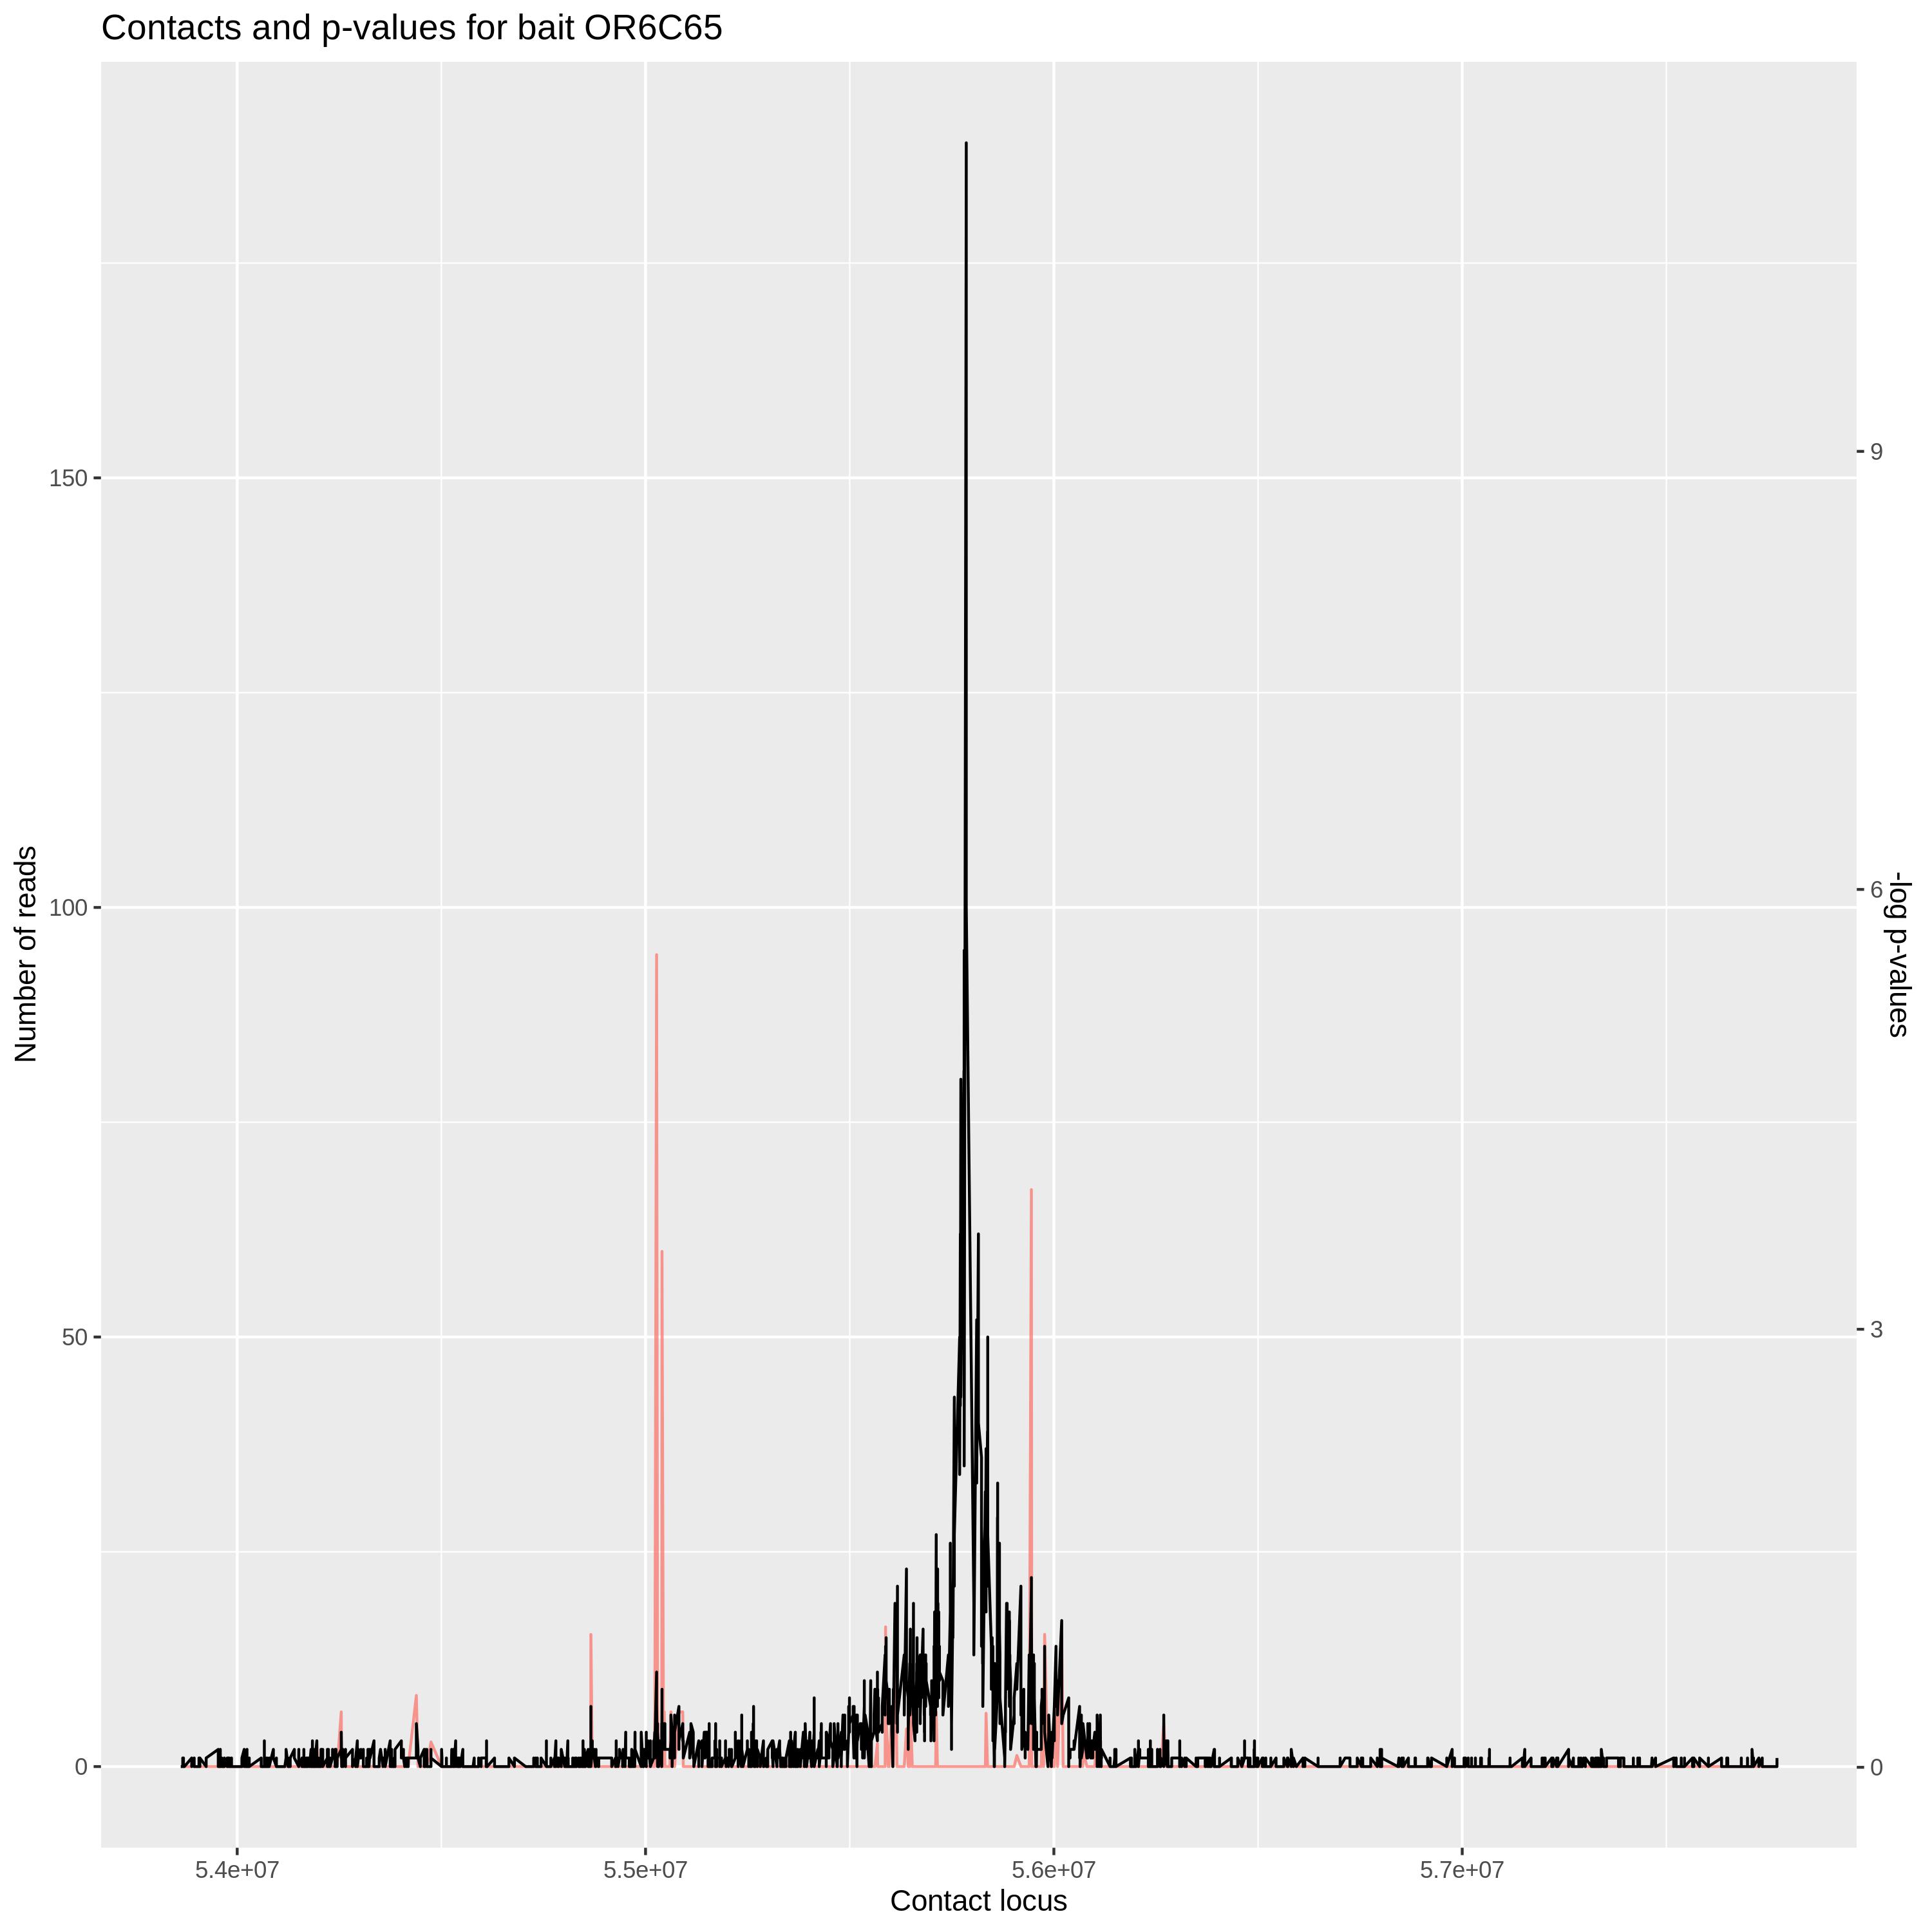 Contacts and p-values for bait OR6C65
150
100
50
0
Number of reads
9
6
3
0
-log p-values
5.4e+07 5.5e+07 5.6e+07 5.7e+07
Contact locus